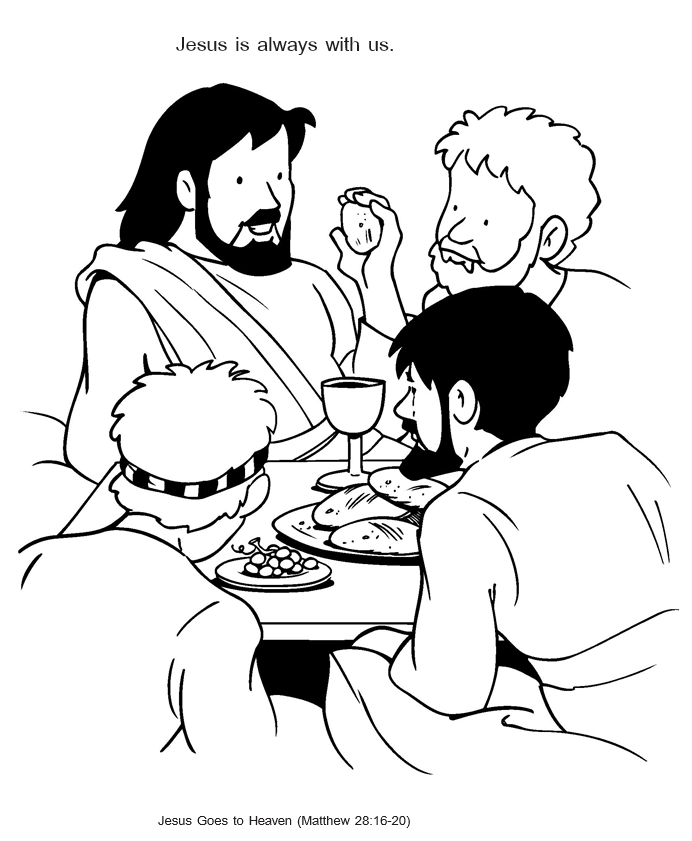 Jesus is always with us.
Jesus Goes to Heaven (Matthew 28:16-20)